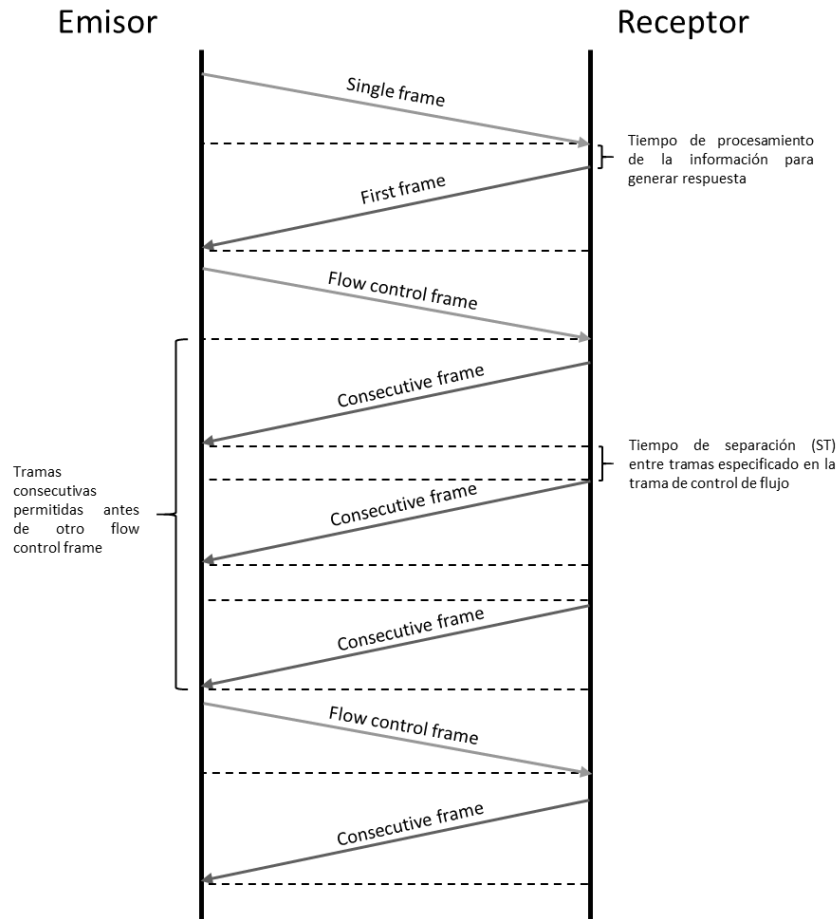 Emisor
Receptor
Single frame
Tiempo de procesamiento
de la información para
generar respuesta
First frame
Flow control frame
Consecutive frame
Tiempo de separación (ST)
entre tramas especificado en la
trama de control de flujo
Tramas
consecutivas
permitidas antes
de otro flow
control frame
Consecutive frame
Consecutive frame
Flow control frame
Consecutive frame